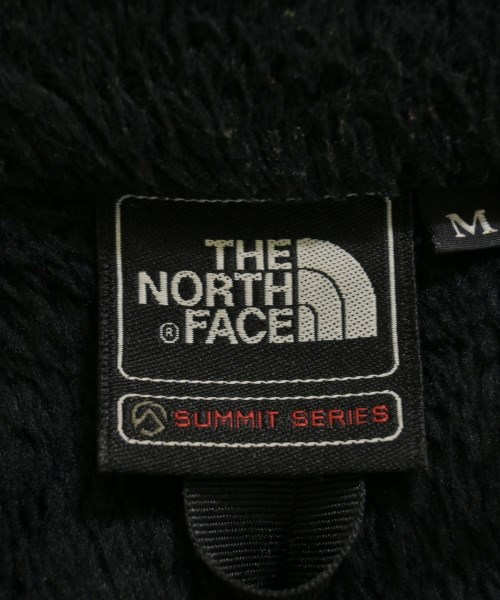 THE
NORTH
® FACE
SUMMIT SERIES
M